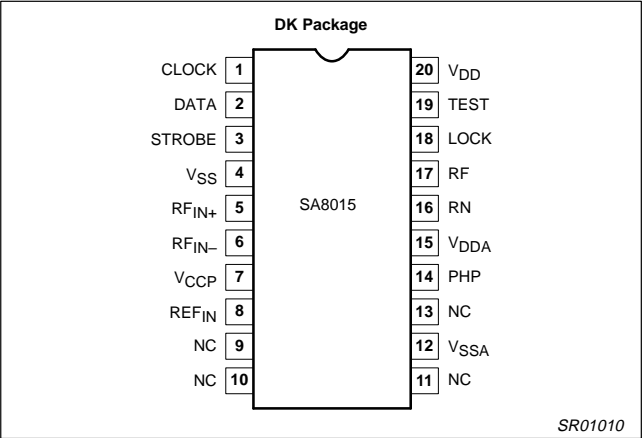 DK Package
CLOCK 1 20 VDD
DATA 2 19 TEST
STROBE 3 18 LOCK
VSS 4 17 RF
RFIN+ 5 SA8015 16 RN
RFIN– 6 15 VDDA
VCCP 7 14 PHP
REFIN 8 13 NC
NC 9 12 VSSA
NC 10 11 NC
SR01010